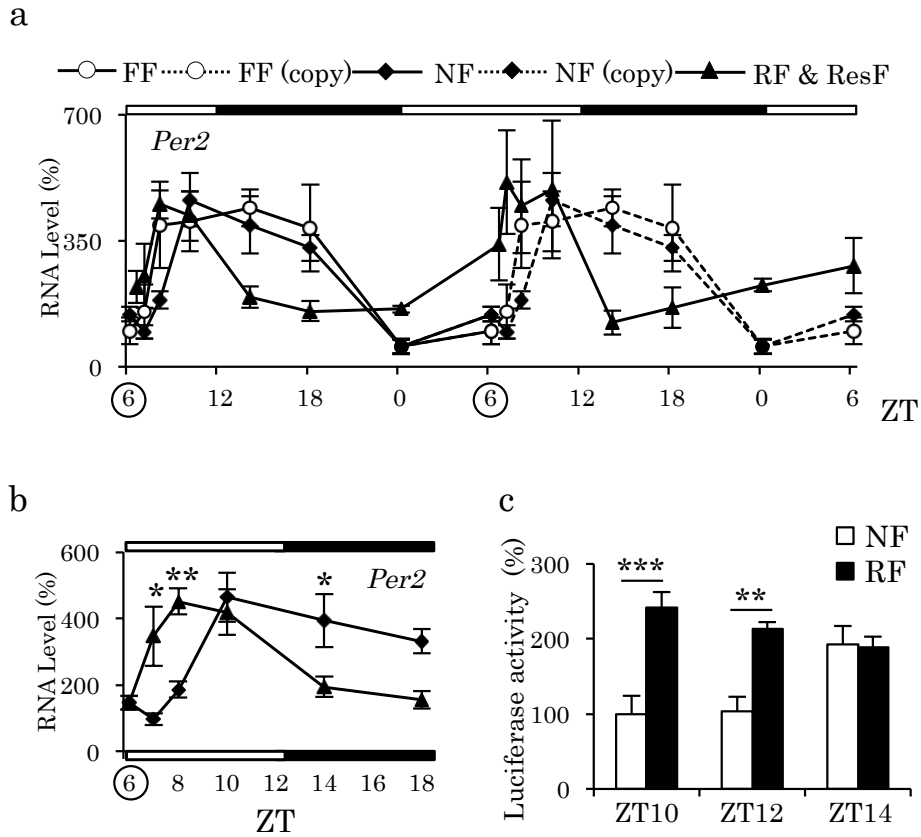 a
FF FF (copy) NF NF (copy) RF & ResF
700
Per2
RNA Level (%)
350
0
6 12 18 0 6 12 18 0 6
ZT
b
600
Per2
* ** *
RNA Level (%)
400
200
0
6 8 10 12 14 16 18
ZT
c
NF
RF
Luciferase activity (%)
300
*** **
200
100
0
ZT10 ZT12 ZT14